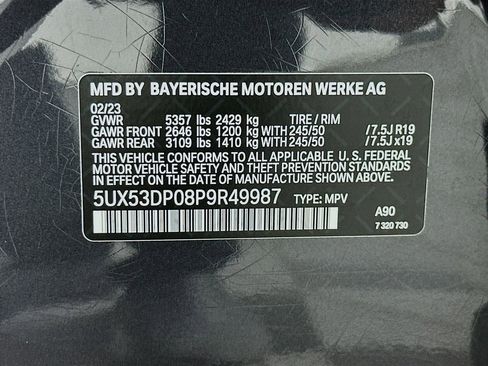 MFD BY BAYERISCHE MOTOREN WERKE AG
02/23
GVWR 5357 lbs 2429 kg TIRE / RIM
GAWR FRONT 2646 lbs 1200 kg WITH 245/50 /7.5J R19
GAWR REAR 3109 lbs 1410 kg WITH 245/50 /7.5J x19
THIS VEHICLE CONFORMS TO ALL APPLICABLE U. S. FEDERAL
MOTOR VEHICLE SAFETY AND THEFT PREVENTION STANDARDS
IN EFFECT ON THE DATE OF MANUFACTURE SHOWN ABOVE.
5UX53DP08P9R49987 TYPE: MPV
A90
7 320 730